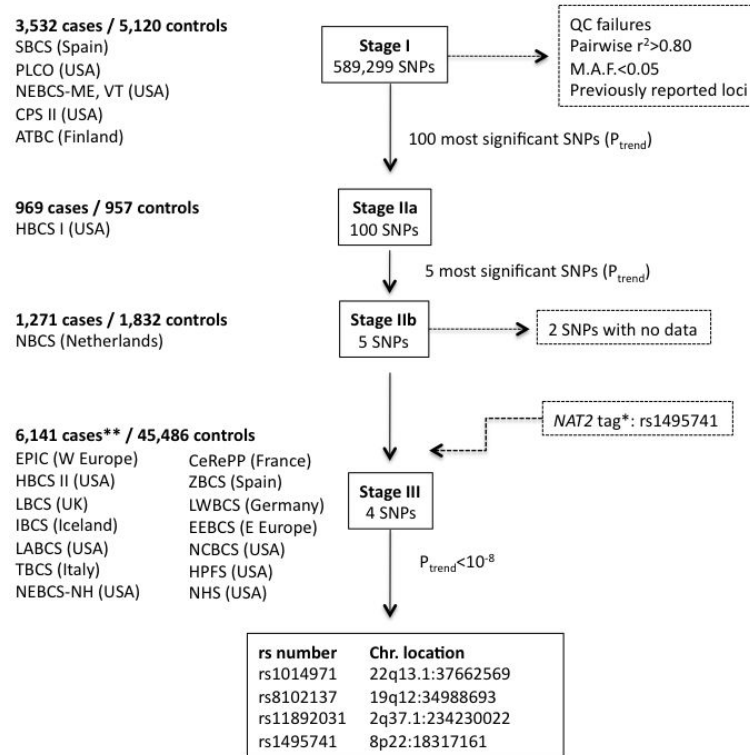 3,532 cases / 5,120 controls
SBCS (Spain)
PLCO (USA)
NEBCS-ME, VT (USA)
CPS II (USA)
ATBC (Finland)
Stage I
589,299 SNPs
QC failures
Pairwise r²>0.80
M.A.F.<0.05
Previously reported loci
100 most significant SNPs (Ptrend)
969 cases / 957 controls
HBCS I (USA)
Stage IIa
100 SNPs
5 most significant SNPs (Ptrend)
1,271 cases / 1,832 controls
NBCS (Netherlands)
Stage IIb
5 SNPs
2 SNPs with no data
NAT2 tag*: rs1495741
6,141 cases** / 45,486 controls
EPIC (W Europe) CeRePP (France)
HBCS II (USA) ZBCS (Spain)
LBCS (UK) LWBCS (Germany)
IBCS (Iceland) EEBCS (E Europe)
LABCS (USA) NCBCS (USA)
TBCS (Italy) HPFS (USA)
NEBCS-NH (USA) NHS (USA)
Stage III
4 SNPs
Ptrend<10⁻⁸
rs number Chr. location
rs1014971 22q13.1:37662569
rs8102137 19q12:34988693
rs11892031 2q37.1:234230022
rs1495741 8p22:18317161